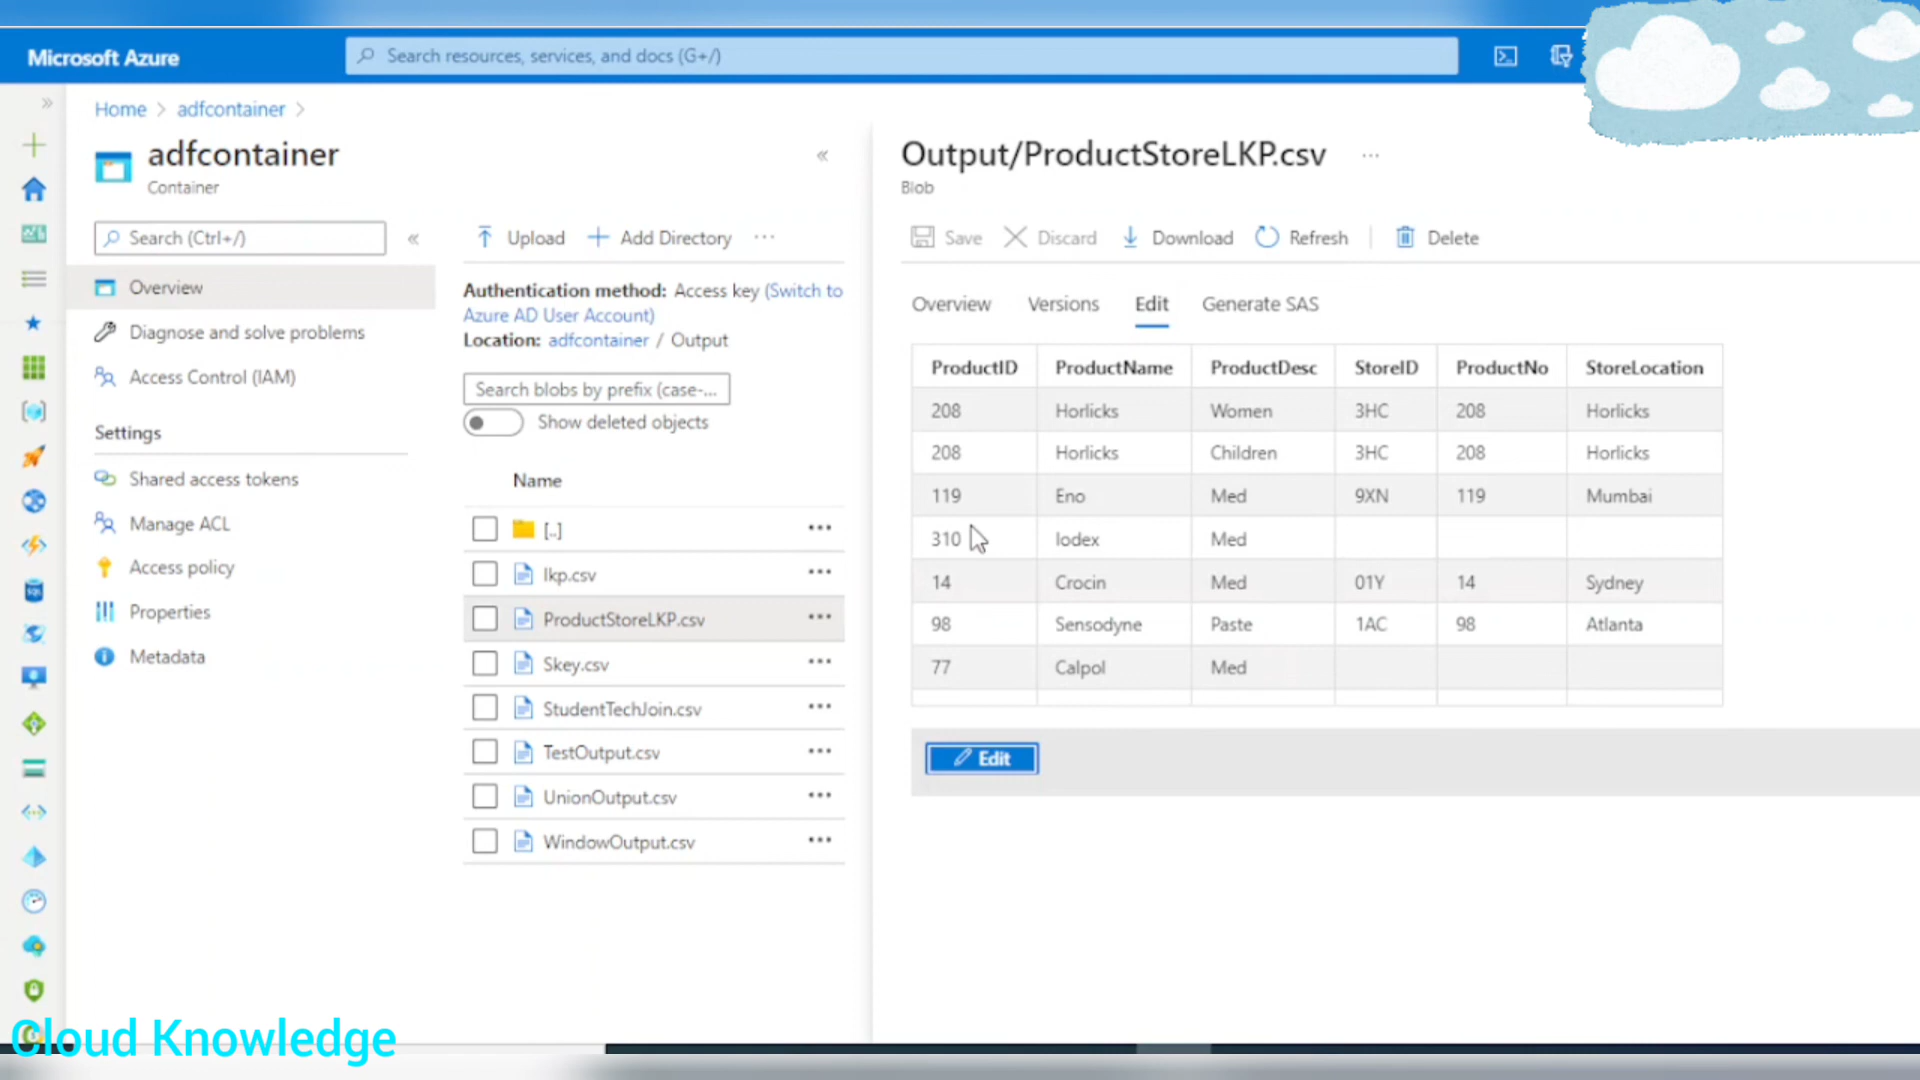 Microsoft Azure
Search resources, services, and docs (G+/)
Home > adfcontainer >
adfcontainer
Container
Search (Ctrl+/)
Overview
Diagnose and solve problems
Access Control (IAM)
Settings
Shared access tokens
Manage ACL
Access policy
Properties
Metadata
Upload Add Directory ...
Authentication method: Access key (Switch to
Azure AD User Account)
Location: adfcontainer / Output
Search blobs by prefix (case-...
Show deleted objects
Name
[..] ...
lkp.csv ...
ProductStoreLKP.csv ...
Skey.csv ...
StudentTechJoin.csv ...
TestOutput.csv ...
UnionOutput.csv ...
WindowOutput.csv ...
Output/ProductStoreLKP.csv ...
Blob
Save Discard Download Refresh Delete
Overview Versions Edit Generate SAS
ProductID ProductName ProductDesc StoreID ProductNo StoreLocation
208 Horlicks Women 3HC 208 Horlicks
208 Horlicks Children 3HC 208 Horlicks
119 Eno Med 9XN 119 Mumbai
310 Iodex Med
14 Crocin Med 01Y 14 Sydney
98 Sensodyne Paste 1AC 98 Atlanta
77 Calpol Med
Edit
Cloud Knowledge